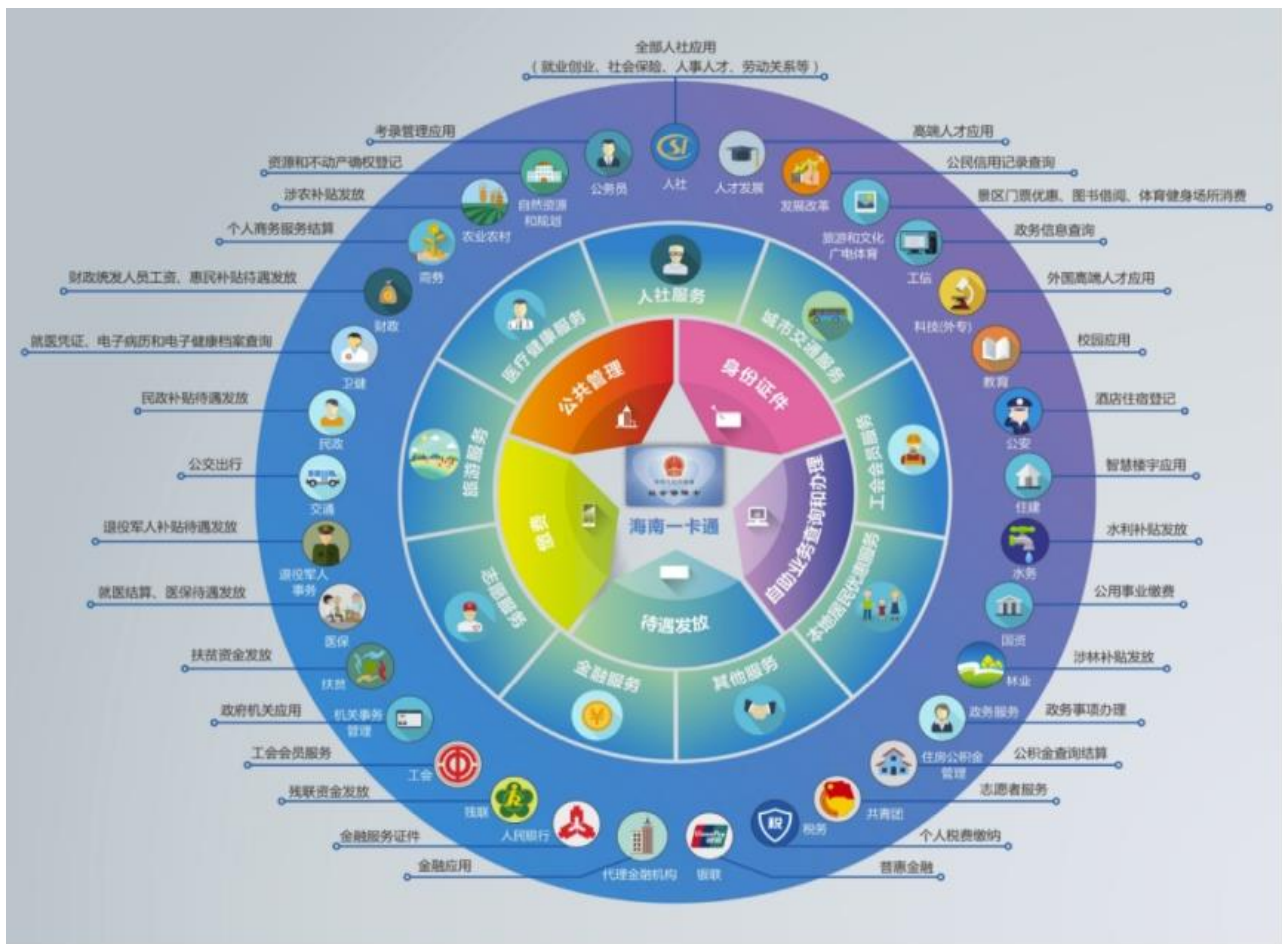 全部人社应用
（就业创业、社会保险、人事人才、劳动关系等）
考录管理应用
高端人才应用
资源和不动产确权登记
公民信用记录查询
涉农补贴发放
景区门票优惠、图书借阅、体育健身场所消费
个人商务服务结算
政务信息查询
财政统发人员工资、惠民补贴待遇发放
外国高端人才应用
就医凭证、电子病历和电子健康档案查询
校园应用
民政补贴待遇发放
酒店住宿登记
公交出行
智慧楼宇应用
退役军人补贴待遇发放
水利补贴发放
就医结算、医保待遇发放
公用事业缴费
扶贫资金发放
涉林补贴发放
政府机关应用
政务事项办理
工会会员服务
公积金查询结算
残联资金发放
志愿者服务
金融服务证件
个人税费缴纳
金融应用
普惠金融
人社
人才发展
发展改革
旅游和文化
广电体育
工信
科技(外专)
教育
公安
住建
水务
国资
林业
政务服务
住房公积金
管理
共青团
税务
税
银联
UnionPay
代理金融机构
人民银行
残联
工会
机关事务
管理
扶贫
医保
退役军人
事务
交通
民政
卫健
财政
商务
农业农村
自然资源
和规划
公务员
人社服务
城市交通服务
工会会员服务
本地居民优惠服务
其他服务
金融服务
志愿服务
旅游服务
医疗健康服务
公共管理
身份证件
自助业务查询和办理
待遇发放
缴费
社会保障卡
海南一卡通